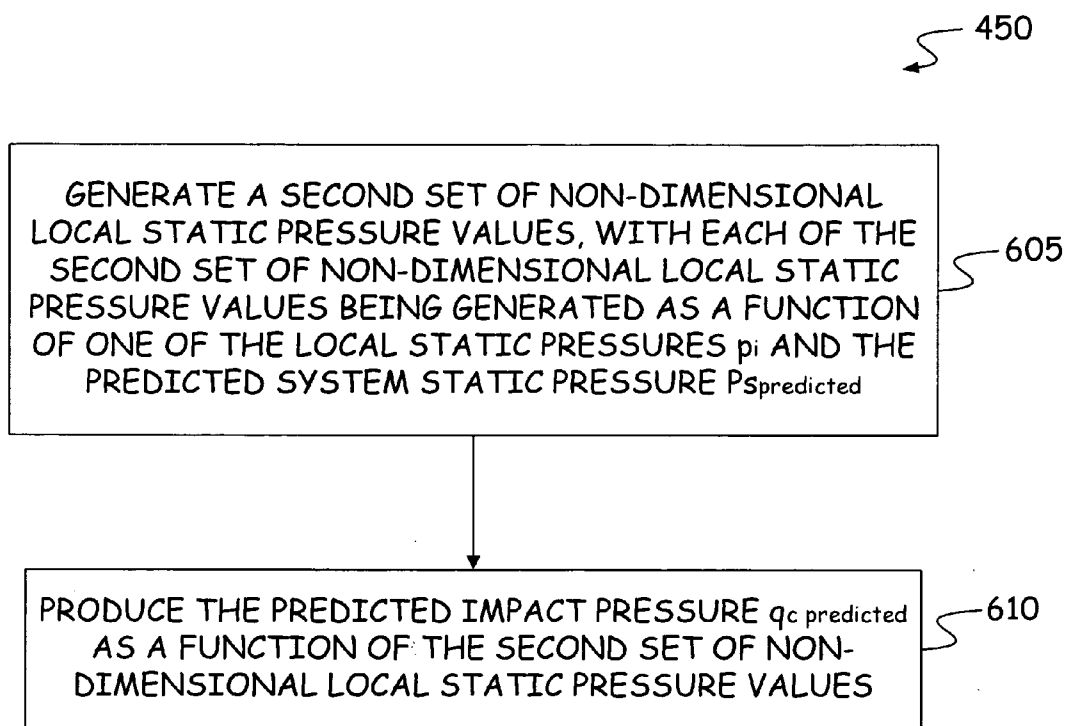 450
GENERATE A SECOND SET OF NON-DIMENSIONAL
LOCAL STATIC PRESSURE VALUES, WITH EACH OF THE
SECOND SET OF NON-DIMENSIONAL LOCAL STATIC
PRESSURE VALUES BEING GENERATED AS A FUNCTION
OF ONE OF THE LOCAL STATIC PRESSURES pi AND THE
PREDICTED SYSTEM STATIC PRESSURE Pspredicted
605
PRODUCE THE PREDICTED IMPACT PRESSURE qc predicted
AS A FUNCTION OF THE SECOND SET OF NON-
DIMENSIONAL LOCAL STATIC PRESSURE VALUES
610